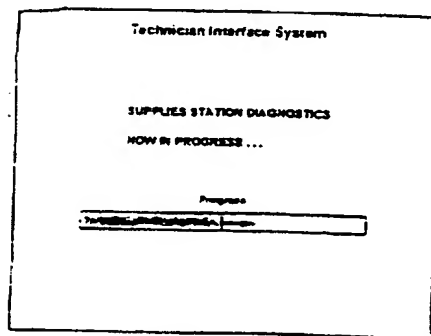 Technician Interface System
SUPPLIES STATION DIAGNOSTICS
NOW IN PROGRESS ...
Progress